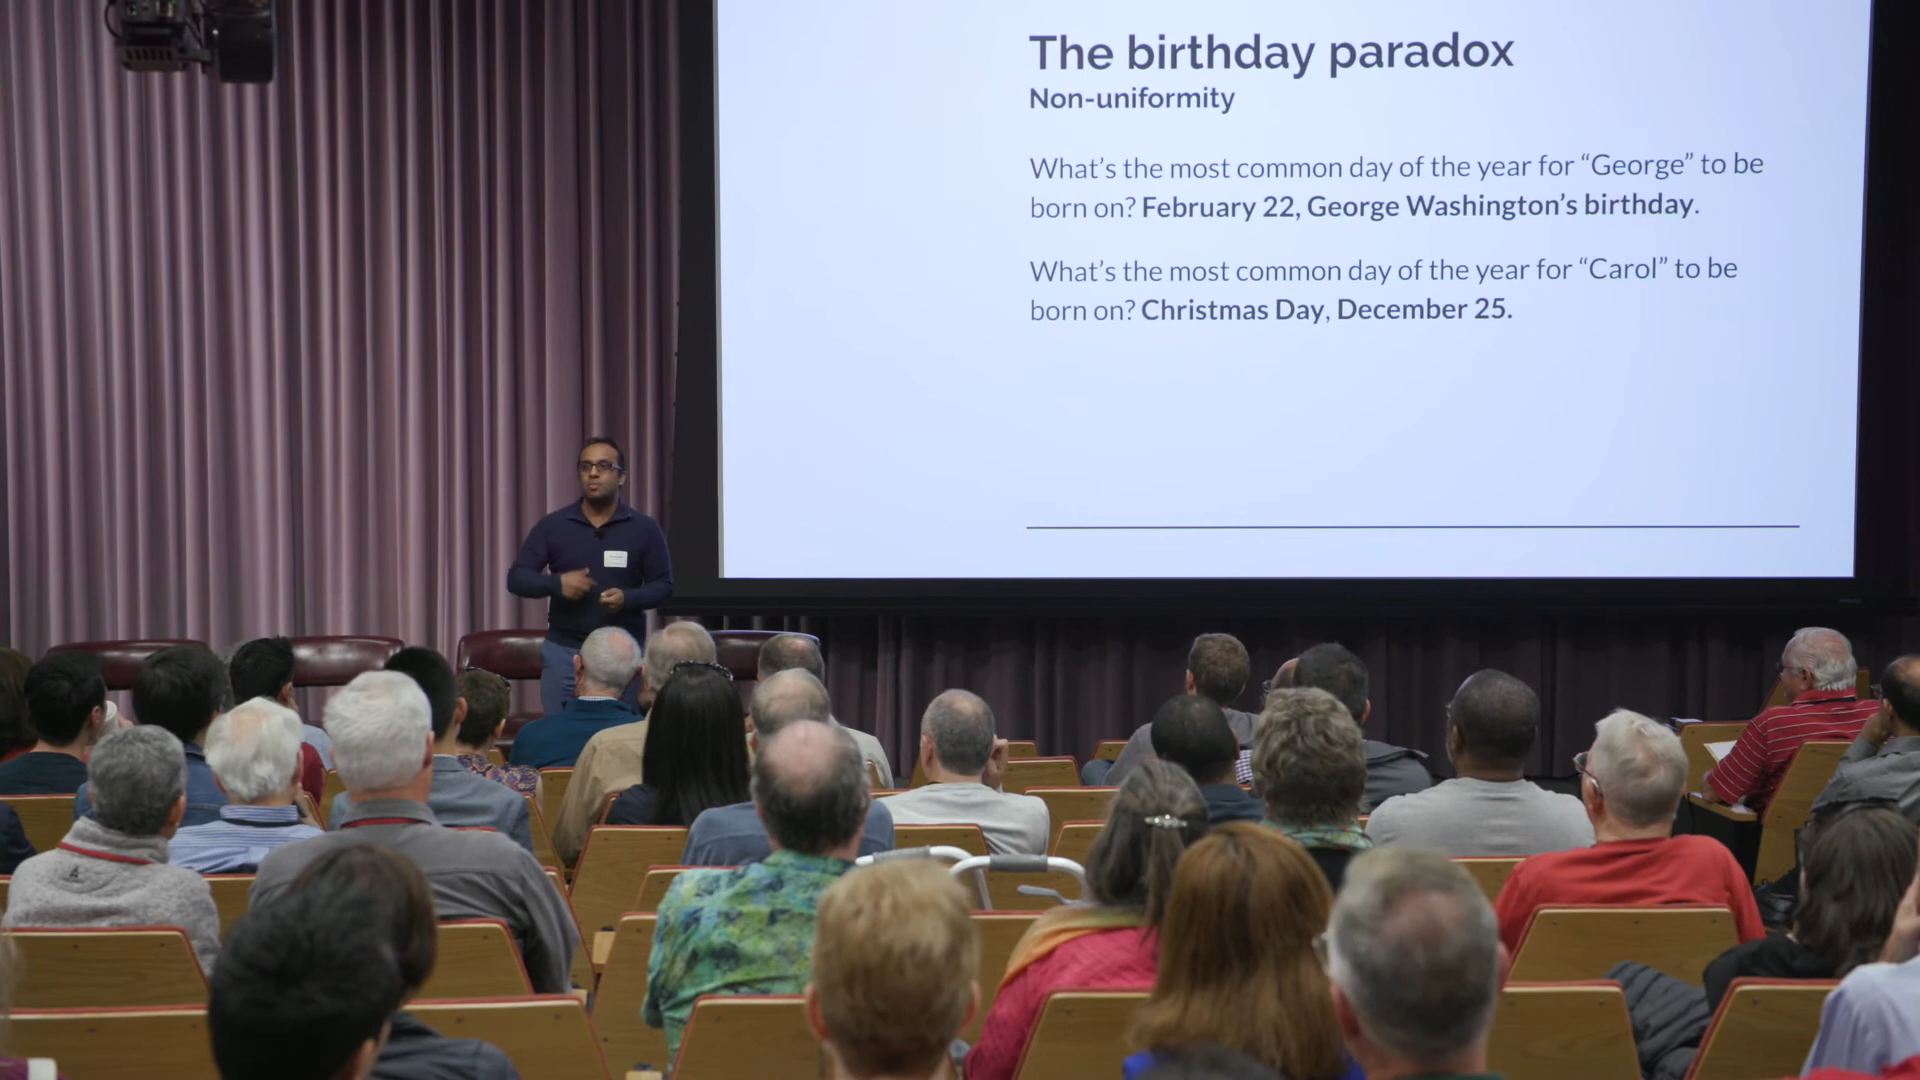 The birthday paradox
Non-uniformity
What’s the most common day of the year for “George” to be
born on? February 22, George Washington’s birthday.
What’s the most common day of the year for “Carol” to be
born on? Christmas Day, December 25.